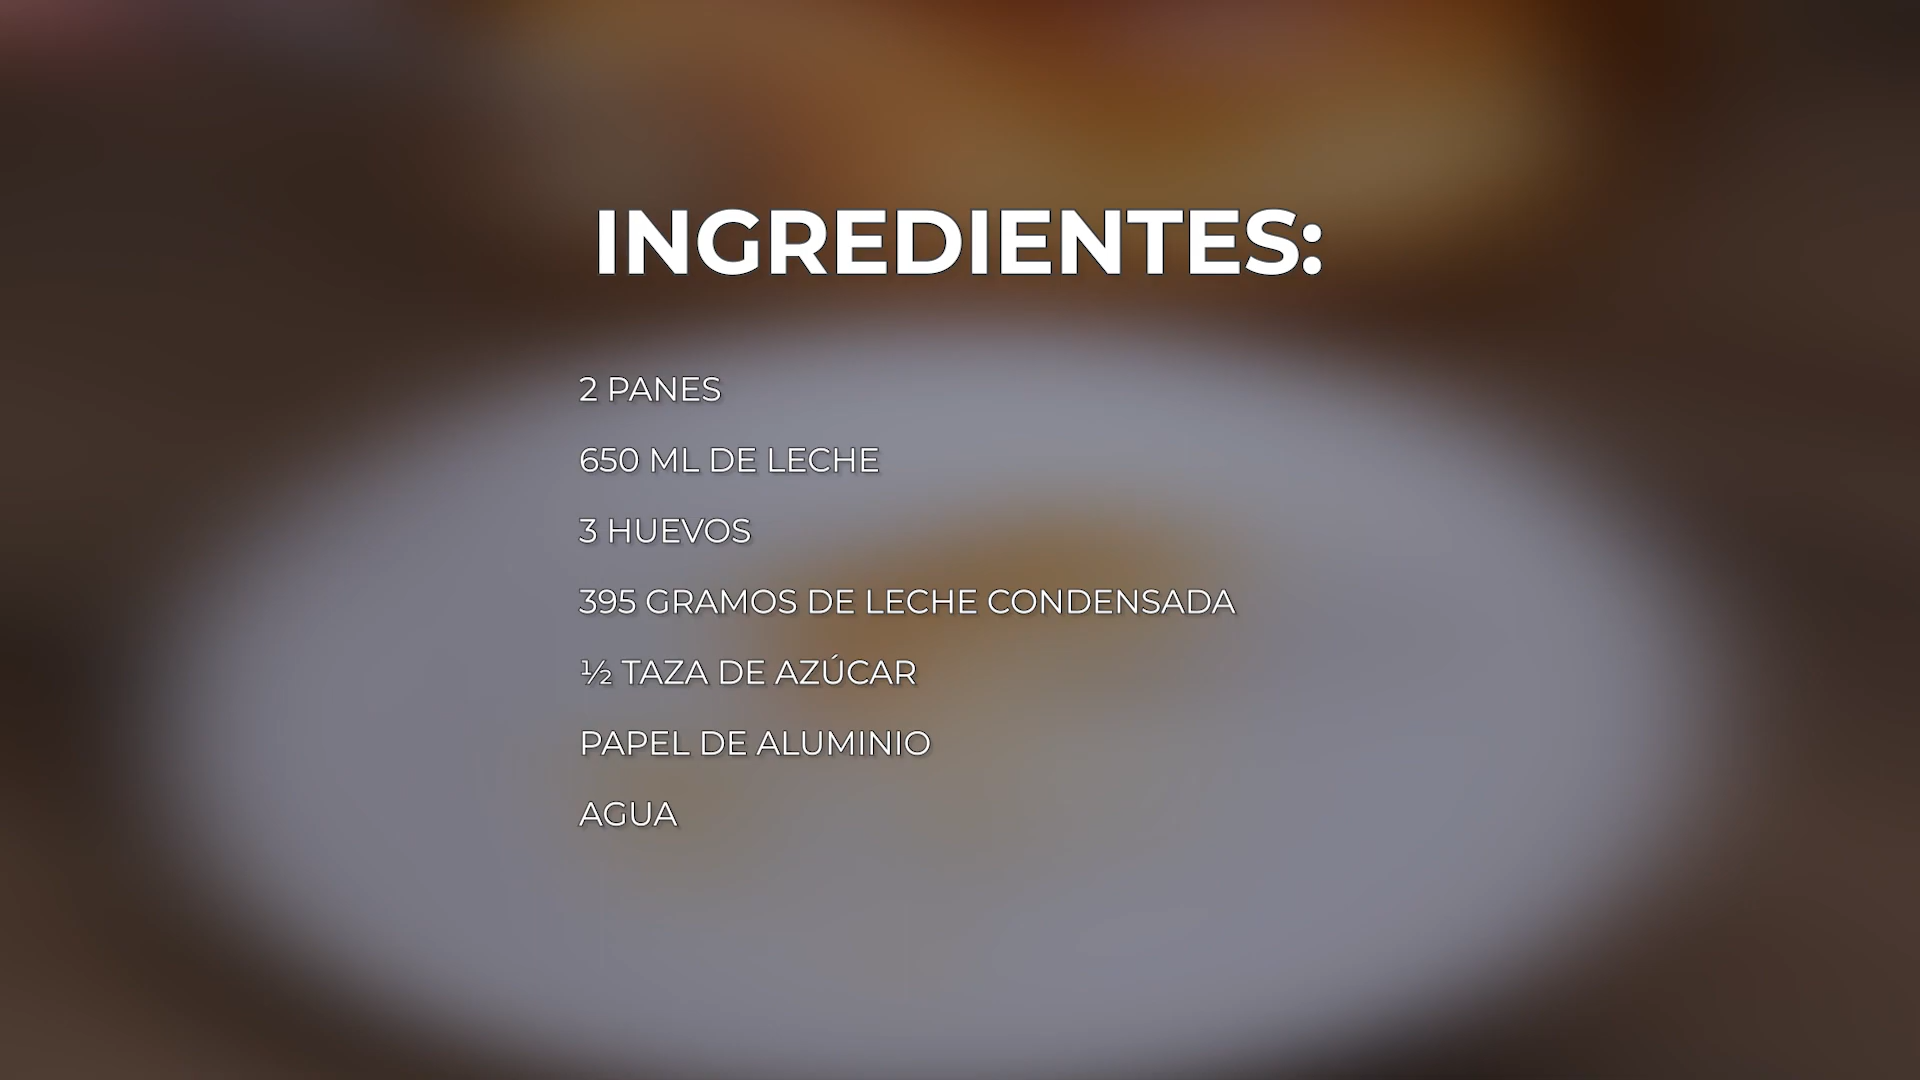 INGREDIENTES:
2 PANES
650 ML DE LECHE
3 HUEVOS
395 GRAMOS DE LECHE CONDENSADA
½ TAZA DE AZÚCAR
PAPEL DE ALUMINIO
AGUA